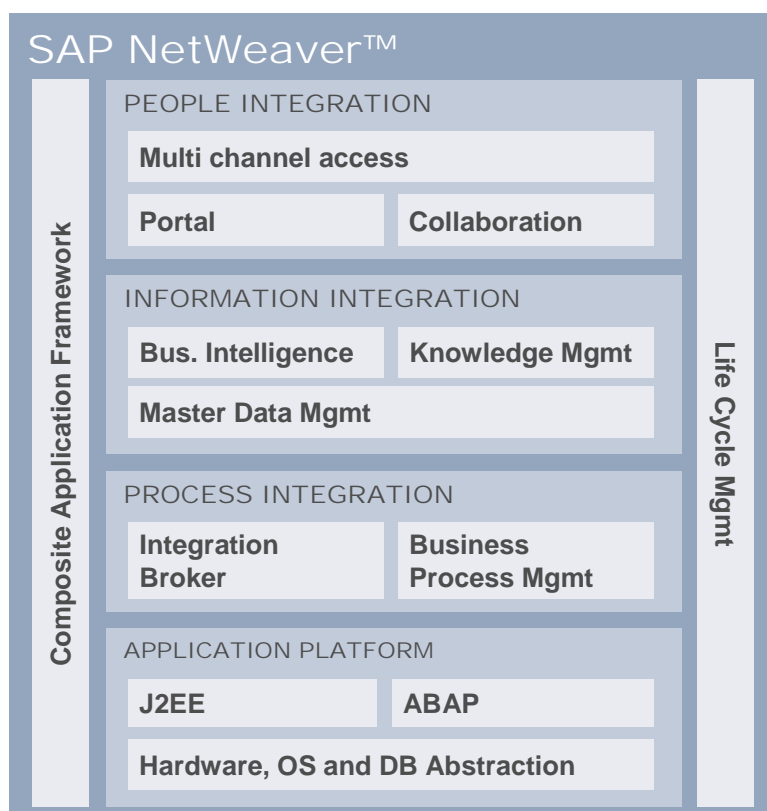 SAP NetWeaver™
Composite Application Framework
PEOPLE INTEGRATION
Multi channel access
Portal
Collaboration
INFORMATION INTEGRATION
Bus. Intelligence
Knowledge Mgmt
Master Data Mgmt
PROCESS INTEGRATION
Integration
Broker
Business
Process Mgmt
APPLICATION PLATFORM
J2EE
ABAP
Hardware, OS and DB Abstraction
Life Cycle Mgmt